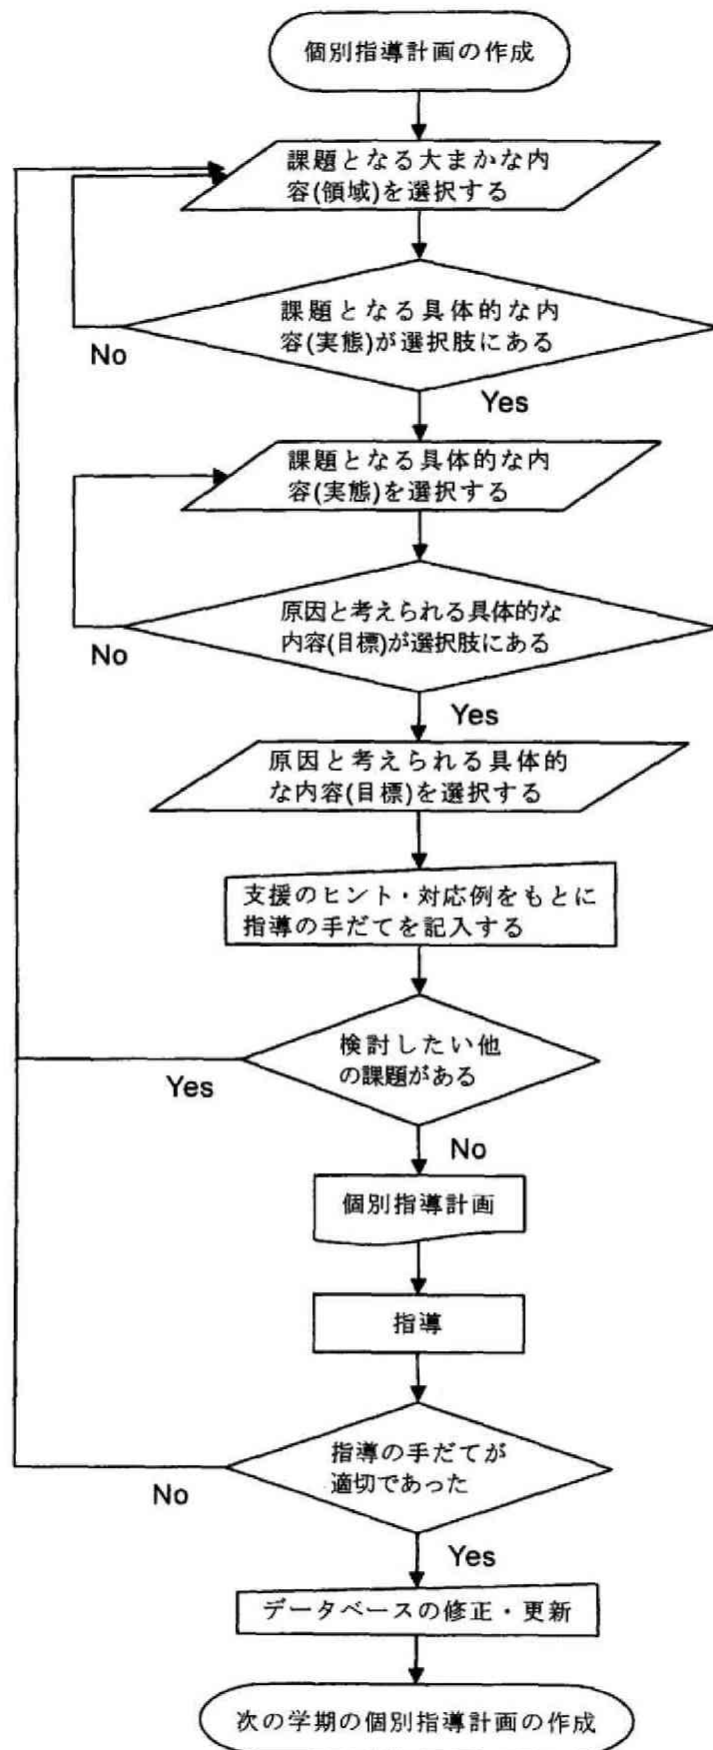 個別指導計画の作成
課題となる大まかな内
容(領域)を選択する
課題となる具体的な内
容(実態)が選択肢にある
No
Yes
課題となる具体的な内
容(実態)を選択する
原因と考えられる具体的な
内容(目標)が選択肢にある
No
Yes
原因と考えられる具体的
な内容(目標)を選択する
支援のヒント・対応例をもとに
指導の手だてを記入する
検討したい他
の課題がある
Yes
No
個別指導計画
指導
指導の手だてが
適切であった
No
Yes
データベースの修正・更新
次の学期の個別指導計画の作成